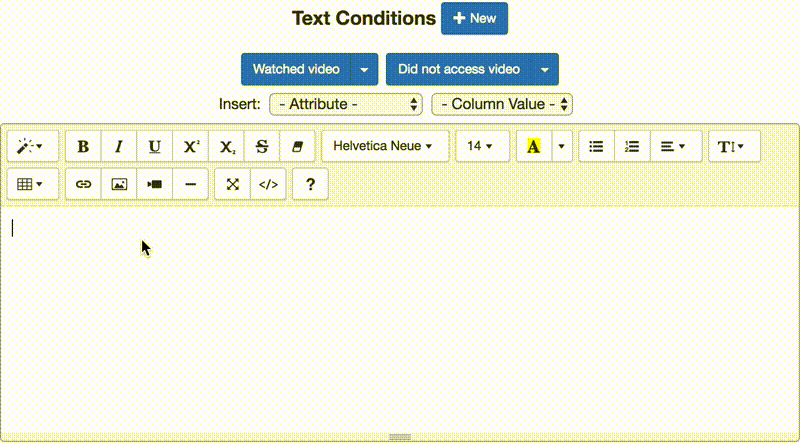 Text Conditions + New
Watched video Did not access video
Insert: - Attribute - - Column Value -
B I U X² X₂ S Helvetica Neue 14 A T
</> ?